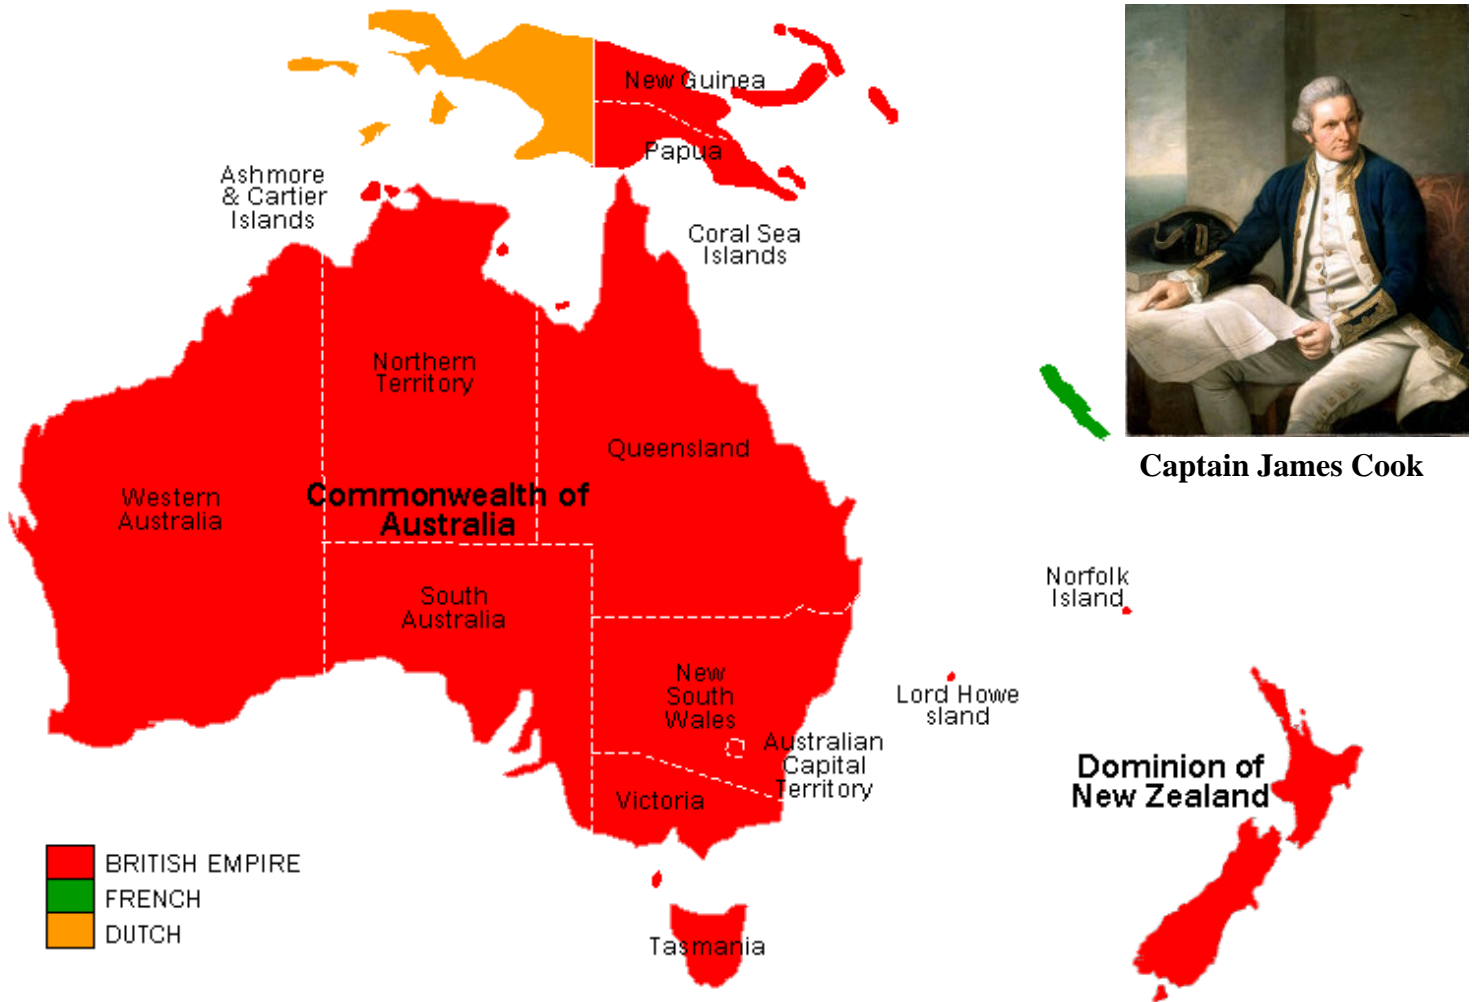 New Guinea
Papua
Ashmore
& Cartier
Islands
Coral Sea
Islands
Northern
Territory
Queensland
Captain James Cook
Western
Australia
Commonwealth of
Australia
South
Australia
Norfolk
Island
New
South
Wales
Lord Howe
sland
Australian
Capital
Territory
Dominion of
New Zealand
Victoria
BRITISH EMPIRE
FRENCH
DUTCH
Tasmania